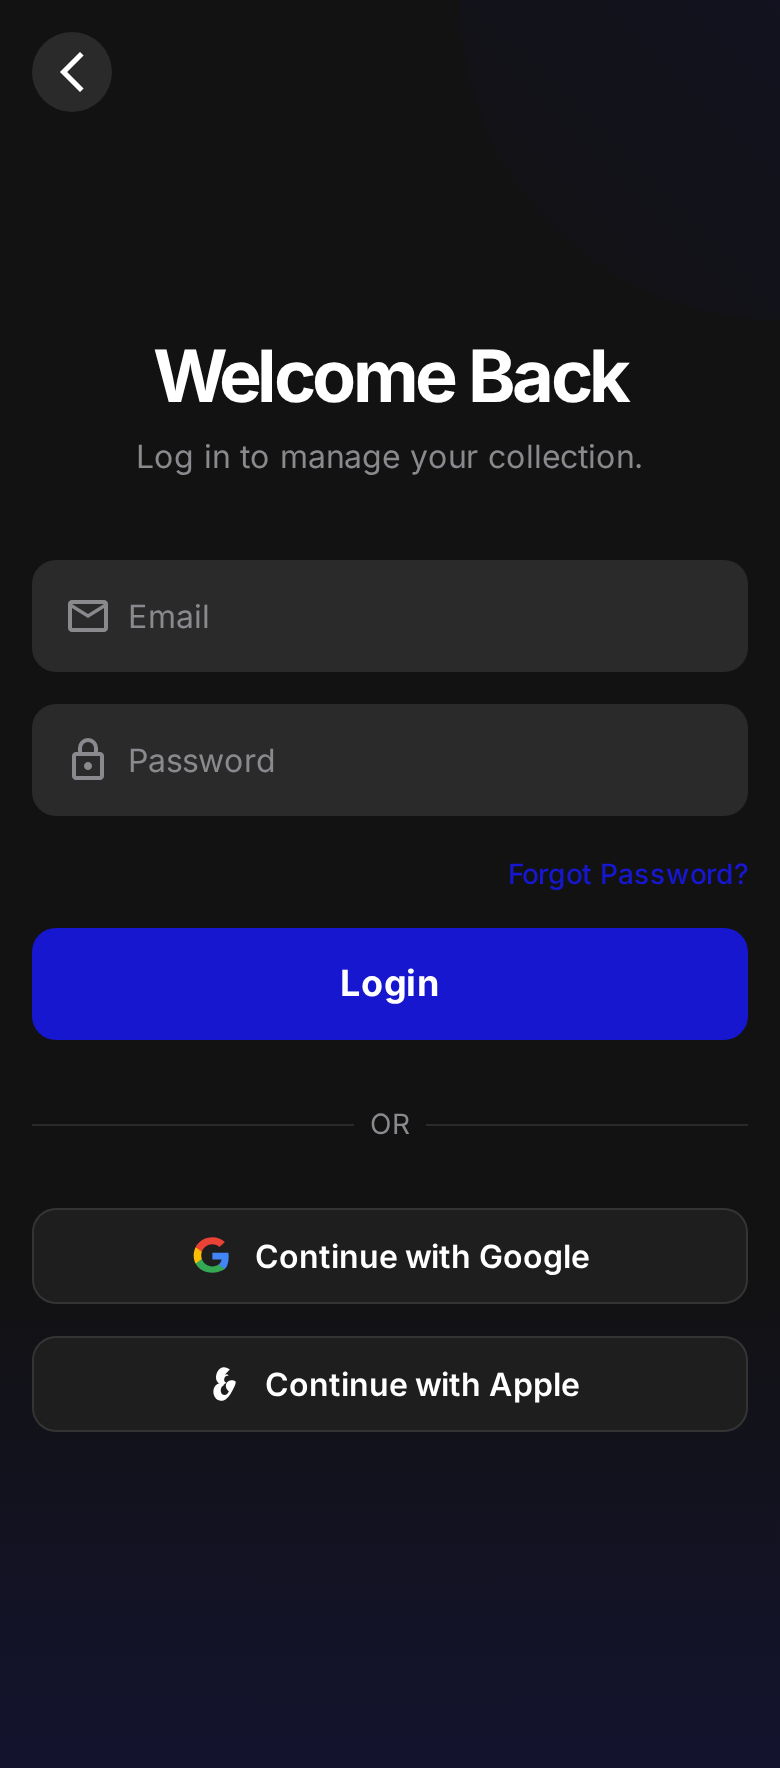 Welcome Back
Log in to manage your collection.
Email
Password
Forgot Password?
Login
OR
Continue with Google
Continue with Apple